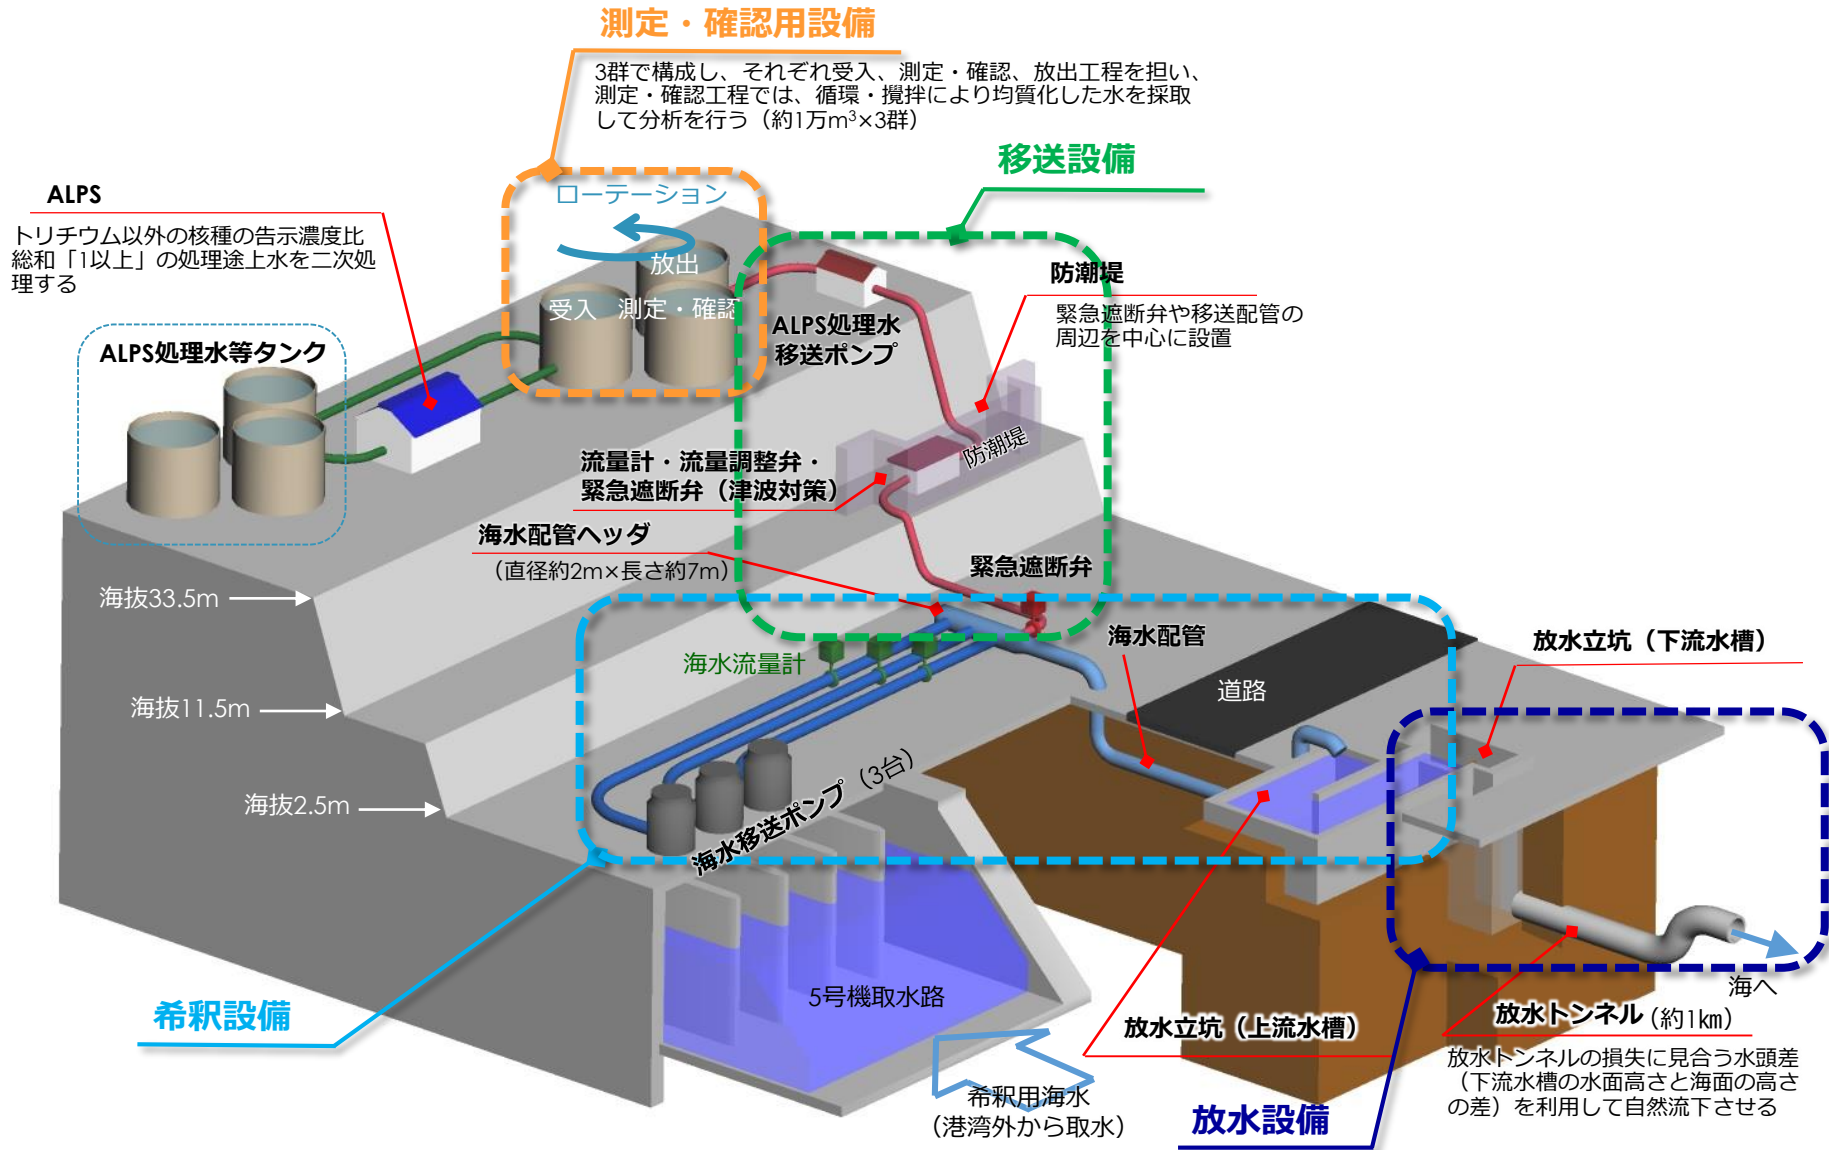 測定・確認用設備
3群で構成し、それぞれ受入、測定・確認、放出工程を担い、
測定・確認工程では、循環・攪拌により均質化した水を採取
して分析を行う（約1万m³×3群）
移送設備
ALPS
トリチウム以外の核種の告示濃度比
総和「1以上」の処理途上水を二次処
理する
ローテーション
放出
受入
測定・確認
防潮堤
緊急遮断弁や移送配管の
周辺を中心に設置
ALPS処理水
移送ポンプ
ALPS処理水等タンク
防潮堤
流量計・流量調整弁・
緊急遮断弁（津波対策）
海水配管ヘッダ
（直径約2m×長さ約7m）
緊急遮断弁
海抜33.5m
海水流量計
海水配管
放水立坑（下流水槽）
道路
海抜11.5m
海抜2.5m
海水移送ポンプ（3台）
5号機取水路
希釈設備
海へ
放水立坑（上流水槽）
放水トンネル（約1㎞）
放水トンネルの損失に見合う水頭差
（下流水槽の水面高さと海面の高さ
の差）を利用して自然流下させる
希釈用海水
（港湾外から取水）
放水設備